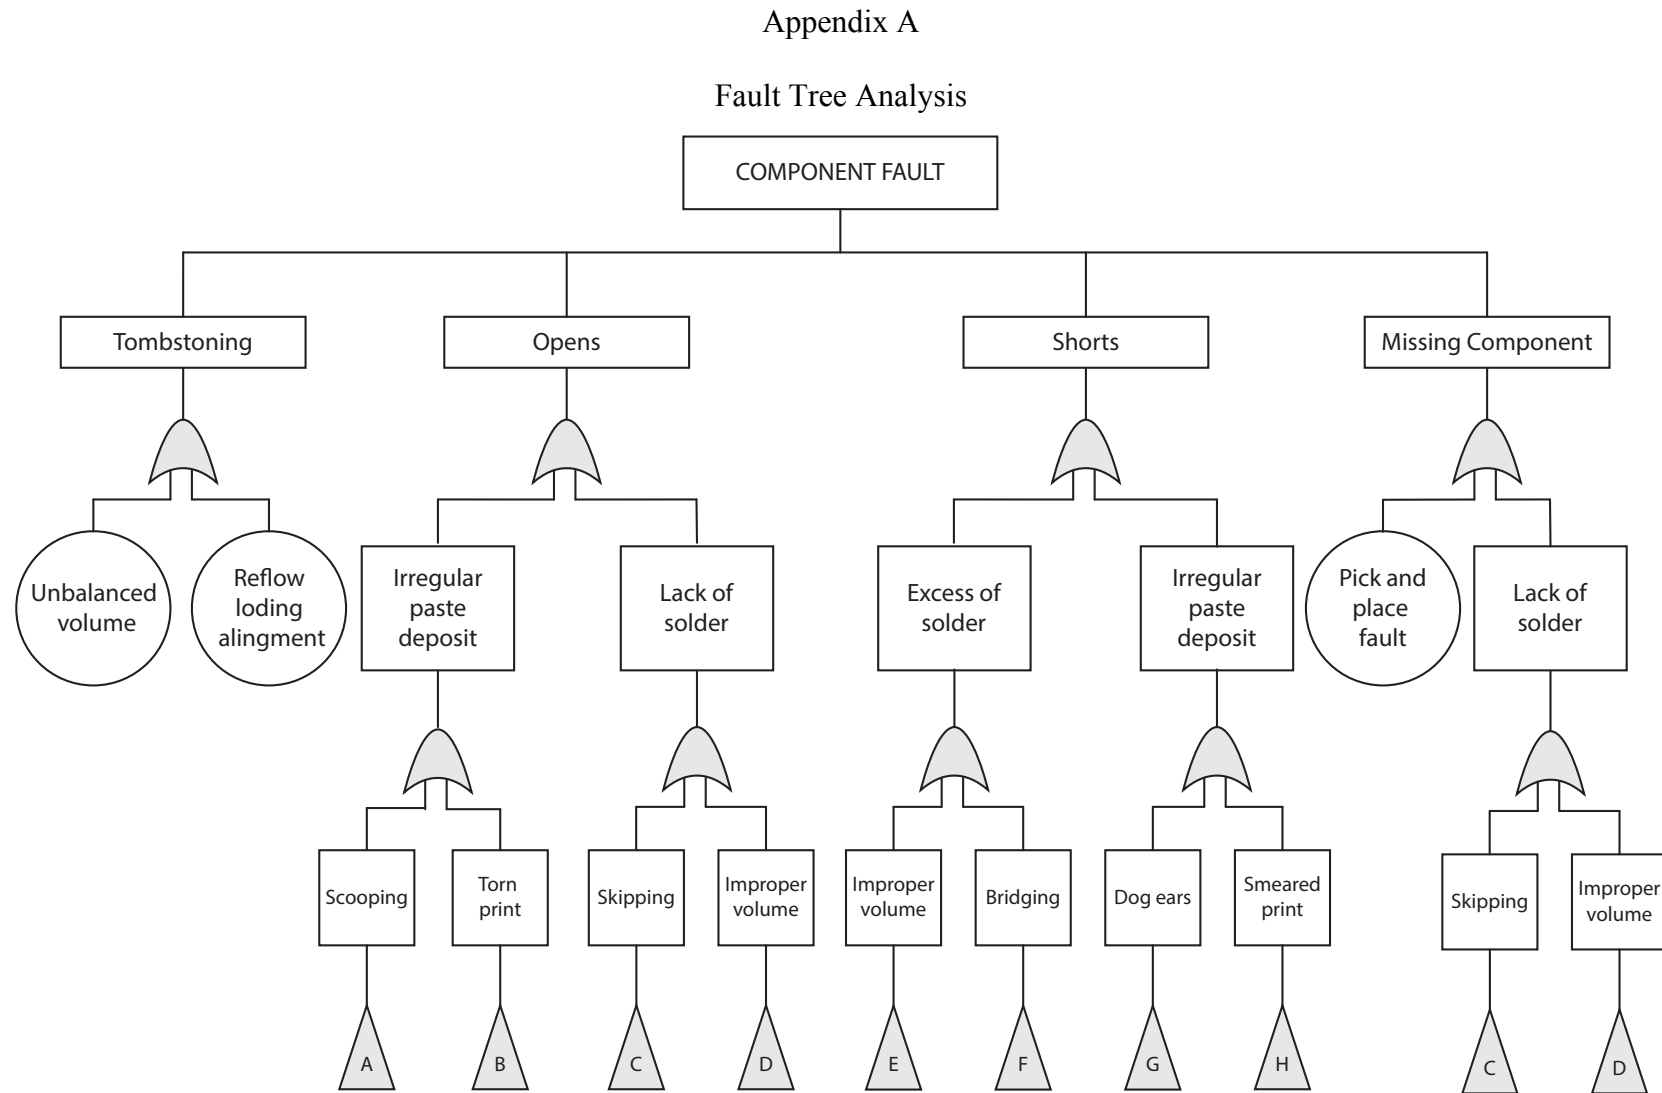 Appendix A
Fault Tree Analysis
COMPONENT FAULT
Tombstoning
Opens
Shorts
Missing Component
Unbalanced
volume
Reflow
loding
alingment
Irregular
paste
deposit
Lack of
solder
Excess of
solder
Irregular
paste
deposit
Pick and
place
fault
Lack of
solder
Scooping
Torn
print
Skipping
Improper
volume
Improper
volume
Bridging
Dog ears
Smeared
print
Skipping
Improper
volume
A
B
C
D
E
F
G
H
C
D